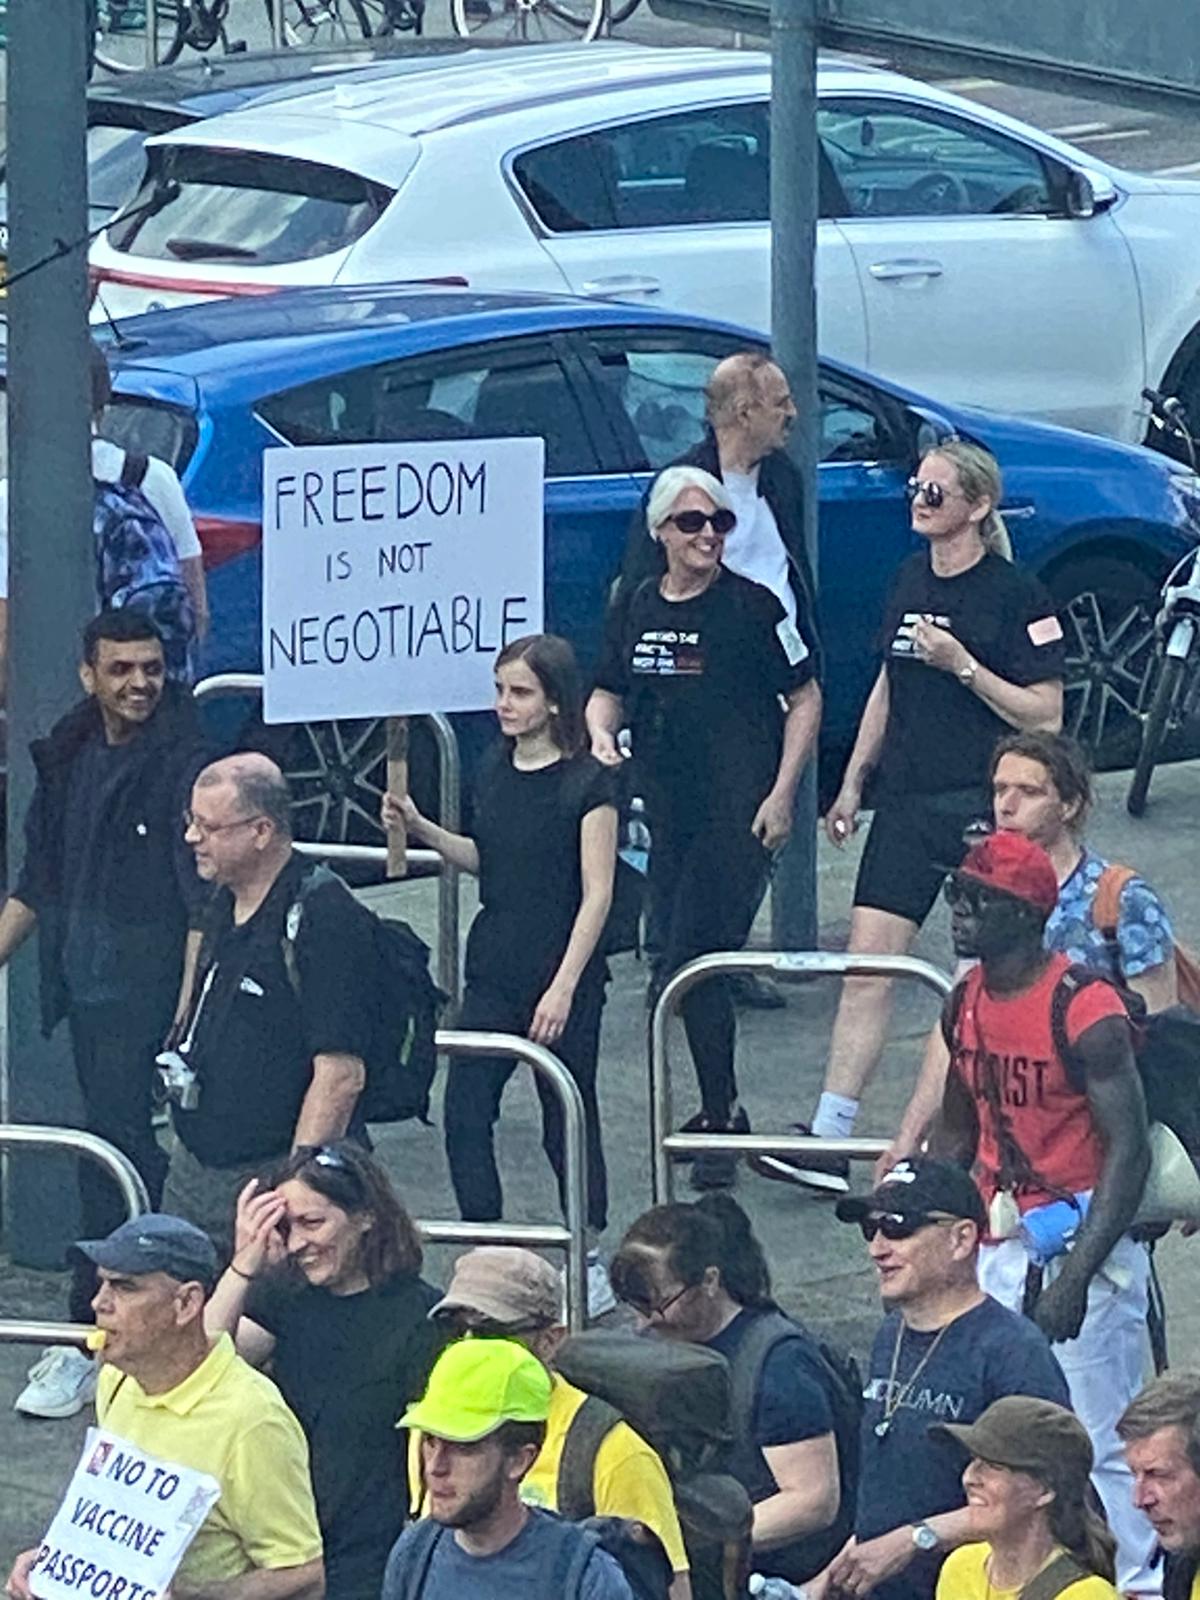 FREEDOM
IS NOT
NEGOTIABLE
NO TO
VACCINE
PASSPORTS
COLUMN